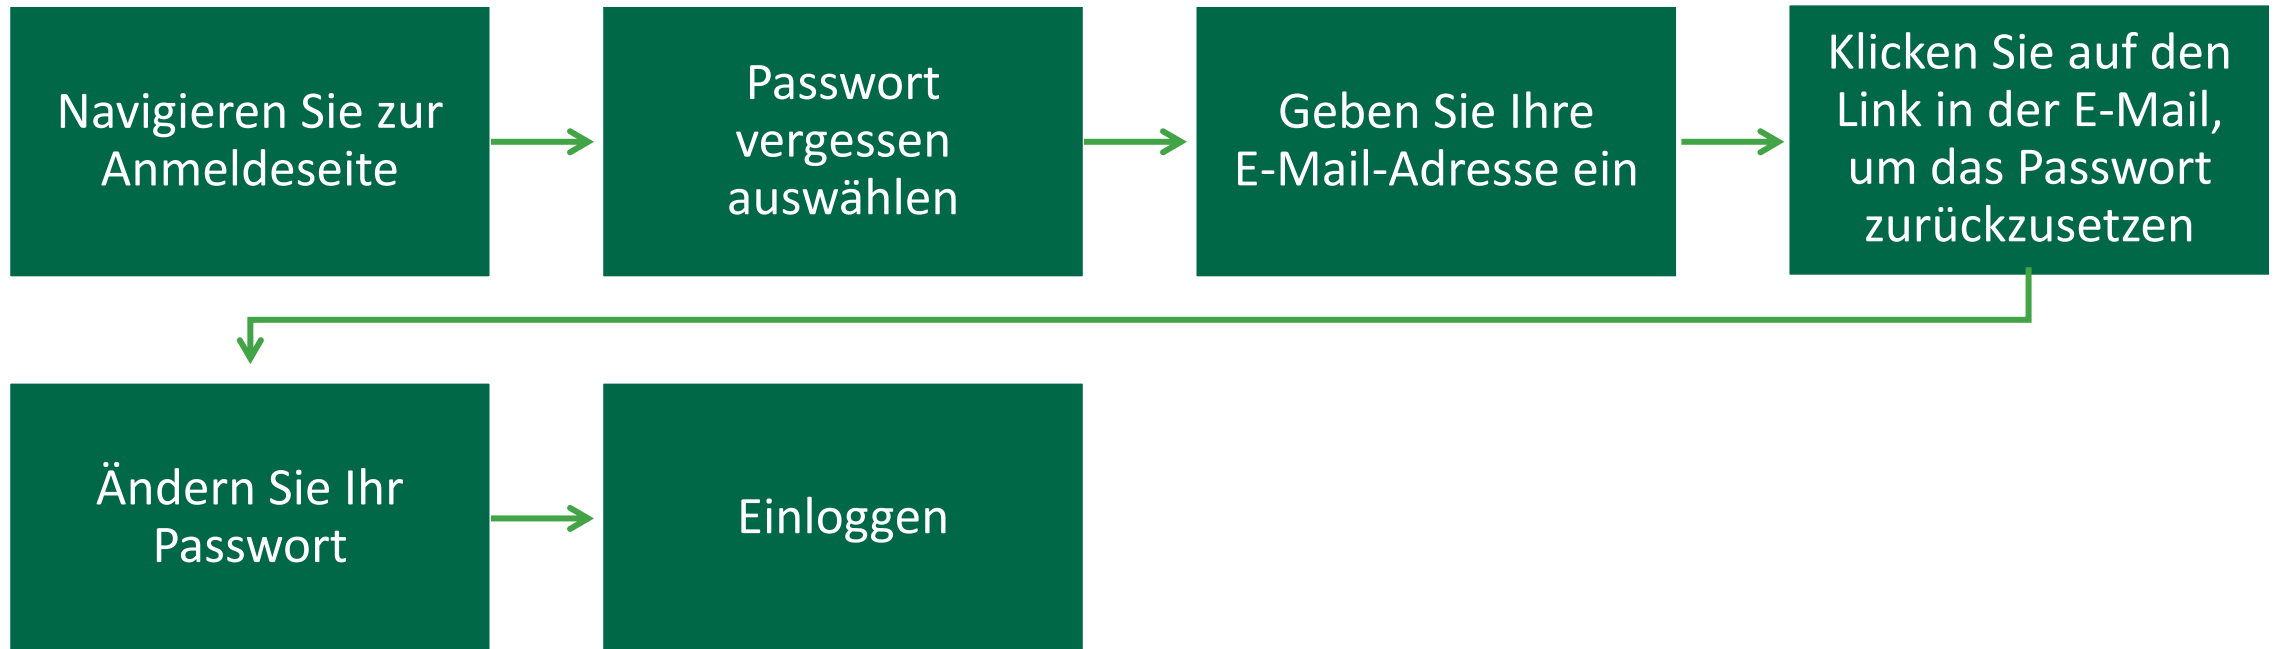 Navigieren Sie zur
Anmeldeseite
Passwort
vergessen
auswählen
Geben Sie Ihre
E-Mail-Adresse ein
Klicken Sie auf den
Link in der E-Mail,
um das Passwort
zurückzusetzen
Ändern Sie Ihr
Passwort
Einloggen